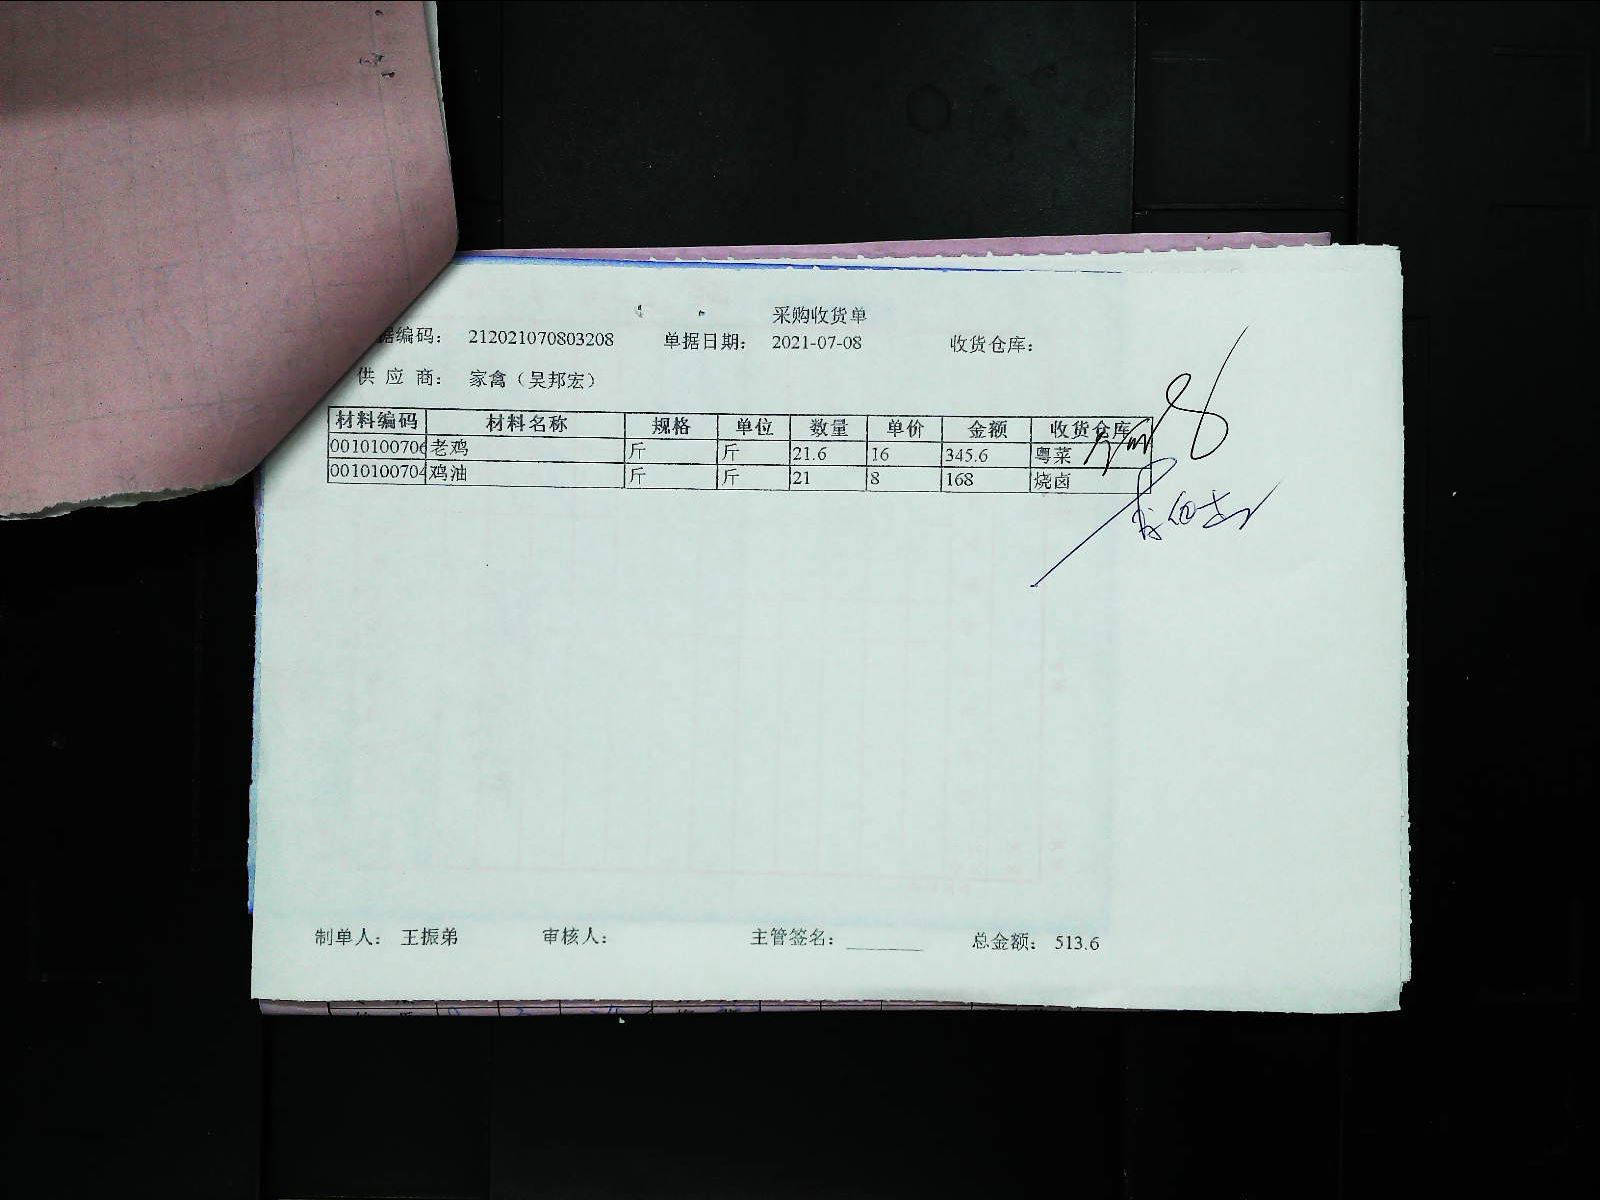 采购收货单
据编码： 212021070803208 单据日期： 2021-07-08 收货仓库：
供 应 商： 家禽（吴邦宏）
材料编码 材料名称 规格 单位 数量 单价 金额 收货仓库
0010100706 老鸡 斤 斤 21.6 16 345.6 粤菜
0010100704 鸡油 斤 斤 21 8 168 烧卤
制单人： 王振弟 审核人： 主管签名： ________ 总金额： 513.6